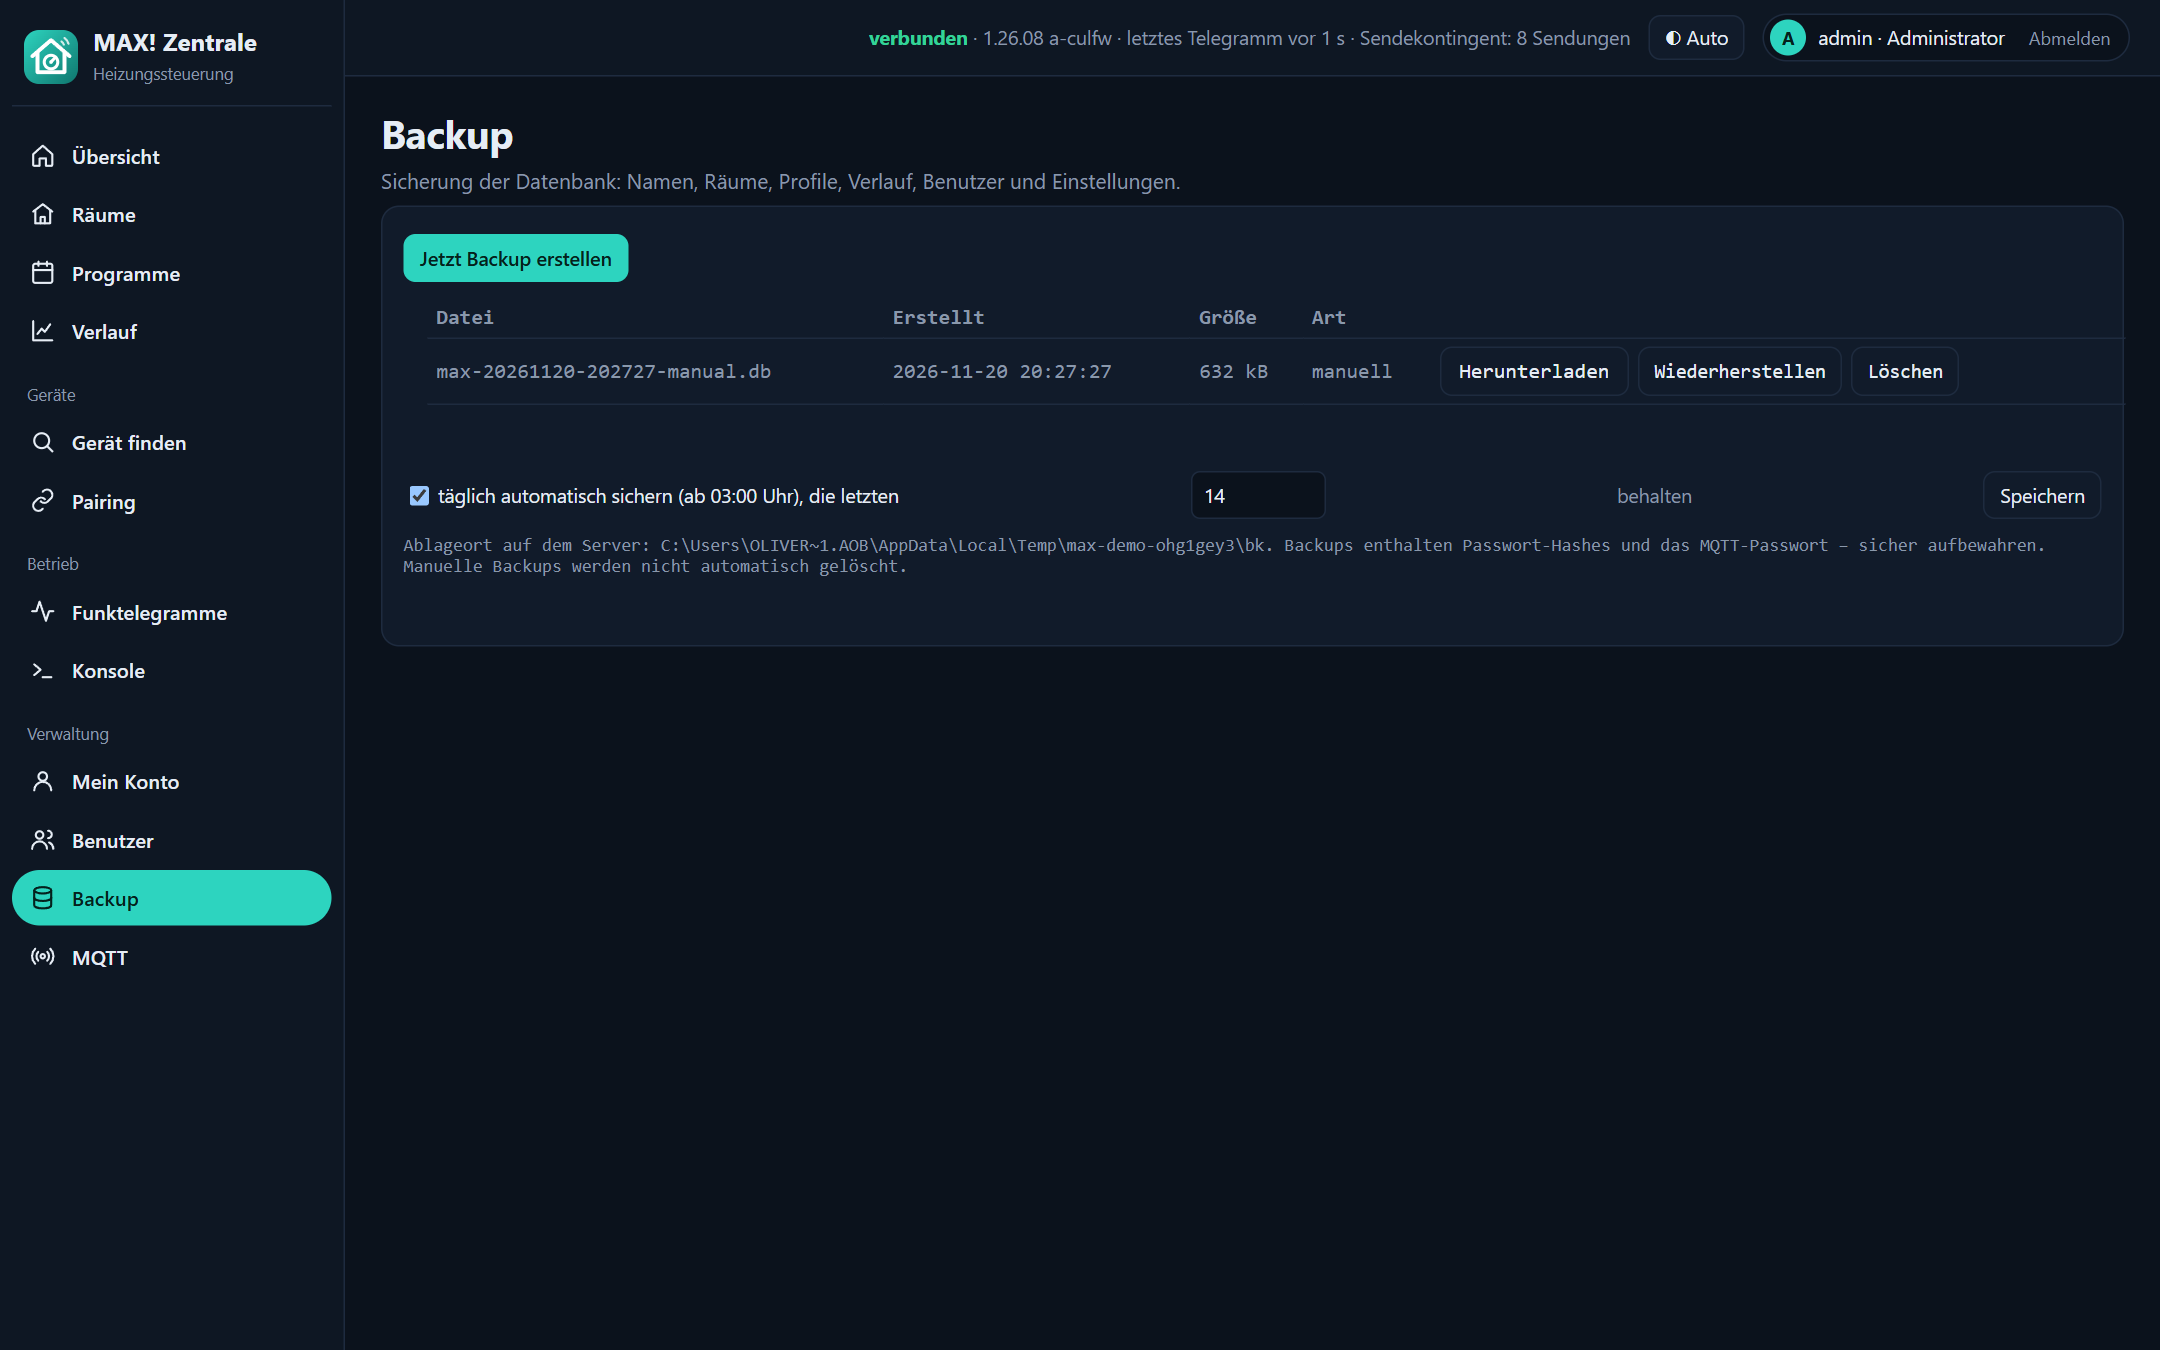 MAX! Zentrale
Heizungssteuerung
verbunden · 1.26.08 a-culfw · letztes Telegramm vor 1 s · Sendekontingent: 8 Sendungen
Auto
A admin · Administrator Abmelden
Übersicht
Räume
Programme
Verlauf
Geräte
Gerät finden
Pairing
Betrieb
Funktelegramme
Konsole
Verwaltung
Mein Konto
Benutzer
Backup
MQTT
Backup
Sicherung der Datenbank: Namen, Räume, Profile, Verlauf, Benutzer und Einstellungen.
Jetzt Backup erstellen
Datei Erstellt Größe Art
max-20261120-202727-manual.db 2026-11-20 20:27:27 632 kB manuell Herunterladen Wiederherstellen Löschen
täglich automatisch sichern (ab 03:00 Uhr), die letzten 14 behalten Speichern
Ablageort auf dem Server: C:\Users\OLIVER~1.AOB\AppData\Local\Temp\max-demo-ohg1gey3\bk. Backups enthalten Passwort-Hashes und das MQTT-Passwort – sicher aufbewahren.
Manuelle Backups werden nicht automatisch gelöscht.